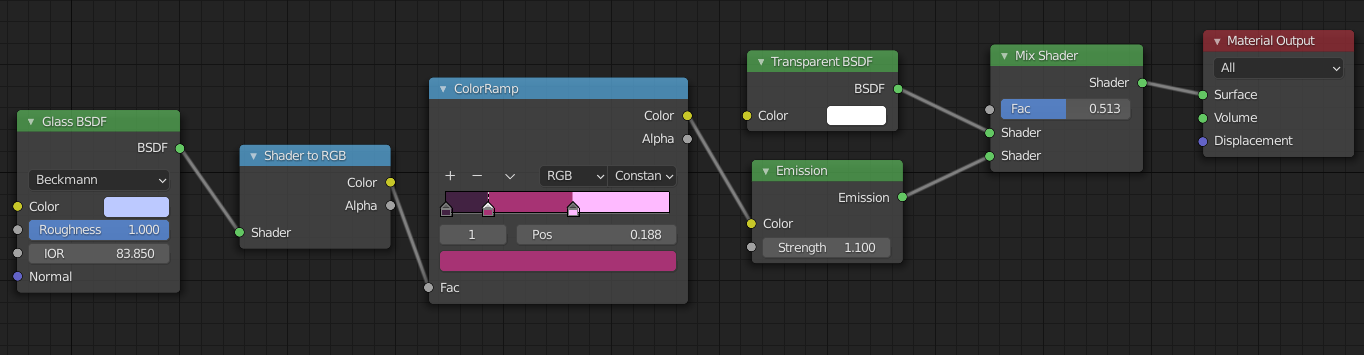 Glass BSDF
BSDF
Beckmann
Color
Roughness 1.000
IOR 83.850
Normal
Shader to RGB
Color
Alpha
Shader
ColorRamp
Color
Alpha
+ − RGB Constan
1 Pos 0.188
Fac
Transparent BSDF
BSDF
Color
Emission
Emission
Color
Strength 1.100
Mix Shader
Shader
Fac 0.513
Shader
Shader
Material Output
All
Surface
Volume
Displacement